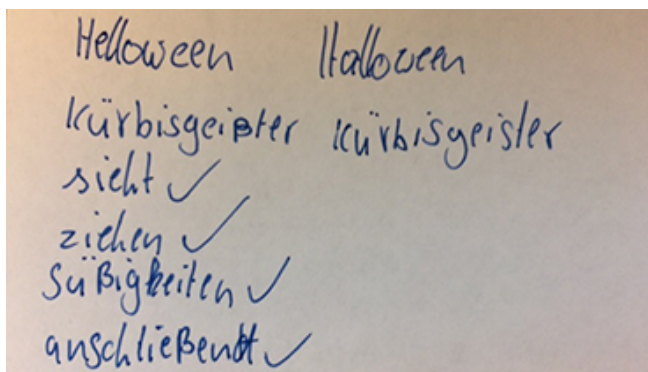 Helloween Halloween
Kürbisgeißter Kürbisgeister
sieht ✓
ziehen ✓
Süßigkeiten ✓
anschließendt ✓